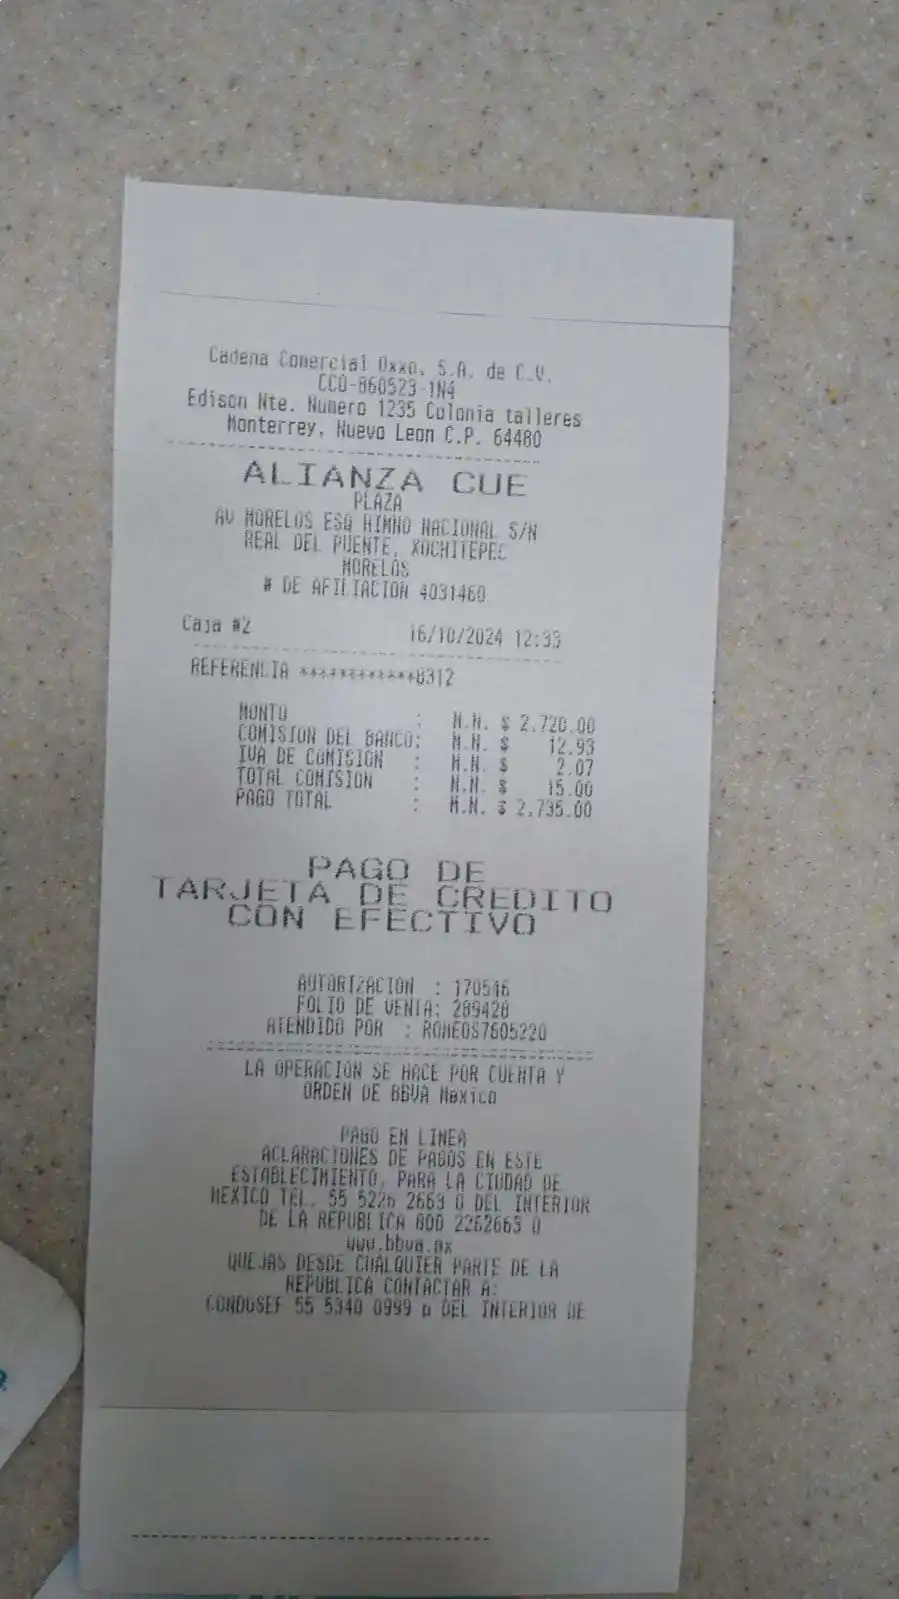 Cadena Comercial Oxxo, S.A. de C.V.
CCO-860523-1N4
Edison Nte. Numero 1235 Colonia talleres
Monterrey, Nuevo Leon C.P. 64480
ALIANZA CUE
PLAZA
AV MORELOS ESQ HIMNO NACIONAL S/N
REAL DEL PUENTE, XOCHITEPEC
MORELOS
# DE AFILIACION 4031460
Caja #2 16/10/2024 12:33
REFERENCIA ************0312
MONTO : M.N. $ 2,720.00
COMISION DEL BANCO: M.N. $ 12.93
IVA DE COMISION : M.N. $ 2.07
TOTAL COMISION : M.N. $ 15.00
PAGO TOTAL : M.N. $ 2,735.00
PAGO DE
TARJETA DE CREDITO
CON EFECTIVO
AUTORIZACION : 170546
FOLIO DE VENTA: 289428
ATENDIDO POR : ROMEOS7605220
LA OPERACION SE HACE POR CUENTA Y
ORDEN DE BBVA Mexico
PAGO EN LINEA
ACLARACIONES DE PAGOS EN ESTE
ESTABLECIMIENTO, PARA LA CIUDAD DE
MEXICO TEL. 55 5226 2663 O DEL INTERIOR
DE LA REPUBLICA 800 2262663 O
www.bbva.mx
QUEJAS DESDE CUALQUIER PARTE DE LA
REPUBLICA CONTACTAR A:
CONDUSEF 55 5340 0999 o DEL INTERIOR DE